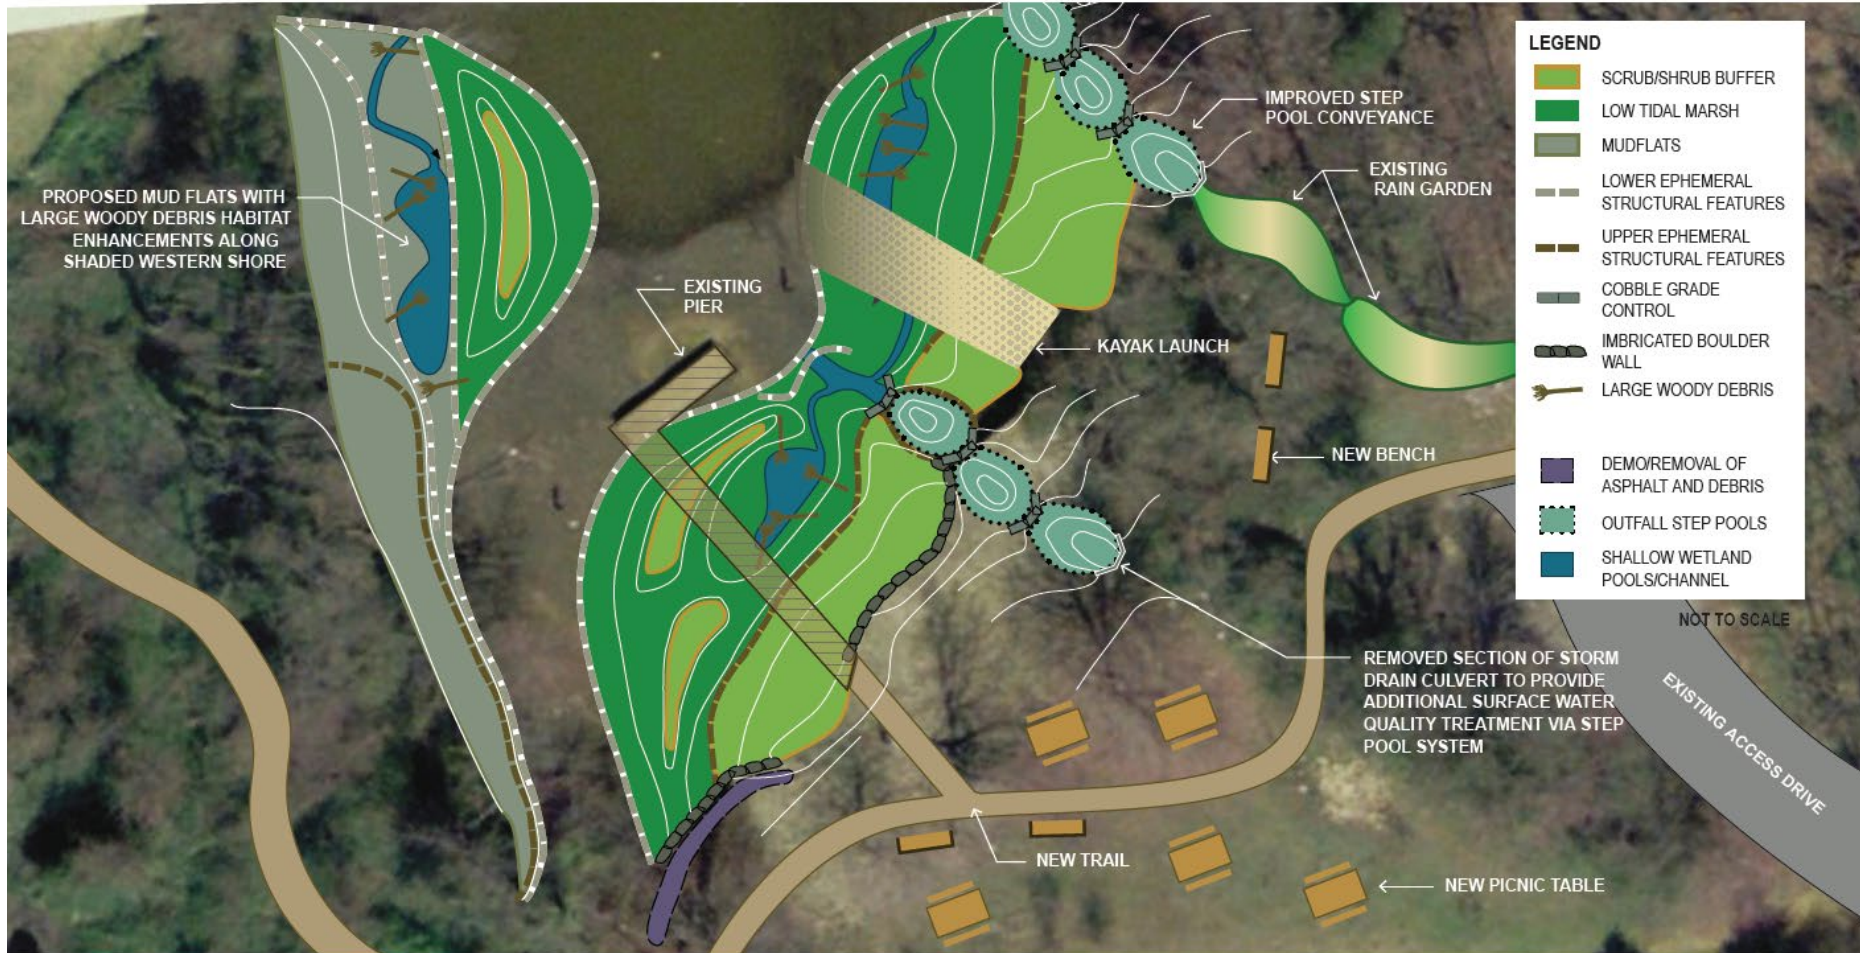 PROPOSED MUD FLATS WITH
LARGE WOODY DEBRIS HABITAT
ENHANCEMENTS ALONG
SHADED WESTERN SHORE
EXISTING
PIER
IMPROVED STEP
POOL CONVEYANCE
EXISTING
RAIN GARDEN
KAYAK LAUNCH
NEW BENCH
REMOVED SECTION OF STORM
DRAIN CULVERT TO PROVIDE
ADDITIONAL SURFACE WATER
QUALITY TREATMENT VIA STEP
POOL SYSTEM
NEW TRAIL
NEW PICNIC TABLE
EXISTING ACCESS DRIVE
LEGEND
SCRUB/SHRUB BUFFER
LOW TIDAL MARSH
MUDFLATS
LOWER EPHEMERAL
STRUCTURAL FEATURES
UPPER EPHEMERAL
STRUCTURAL FEATURES
COBBLE GRADE
CONTROL
IMBRICATED BOULDER
WALL
LARGE WOODY DEBRIS
DEMO/REMOVAL OF
ASPHALT AND DEBRIS
OUTFALL STEP POOLS
SHALLOW WETLAND
POOLS/CHANNEL
NOT TO SCALE